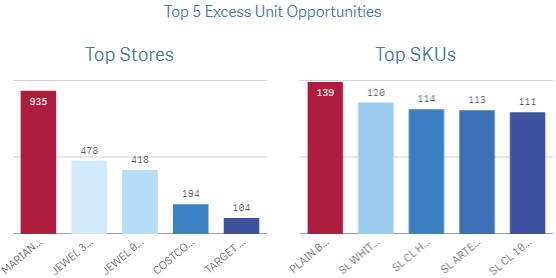 Top 5 Excess Unit Opportunities
Top Stores
Top SKUs
935
478
418
194
104
MARIAN...
JEWEL 3...
JEWEL 0...
COSTCO...
TARGET ...
139
120
114
113
111
PLAIN B...
SL WHIT...
SL CL H...
SL ARTE...
SL CL 10...